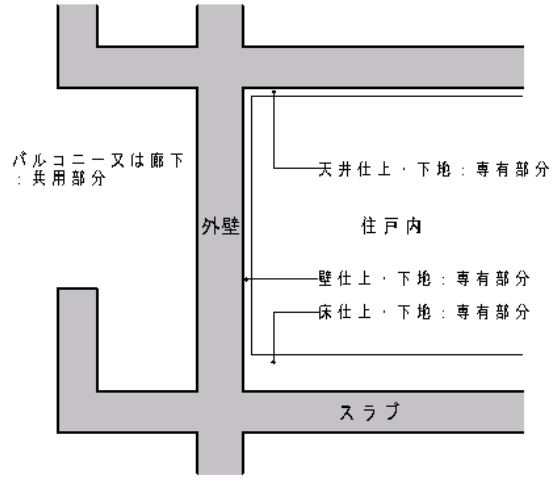 バルコニー又は廊下
：共用部分
天井仕上・下地：専有部分
外壁
住戸内
壁仕上・下地：専有部分
床仕上・下地：専有部分
スラブ